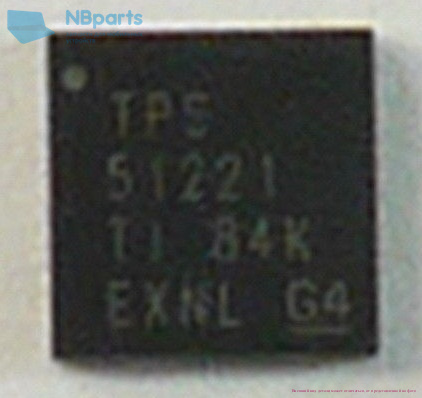 NBparts
TPS
51221
TI 84K
EXNL G4